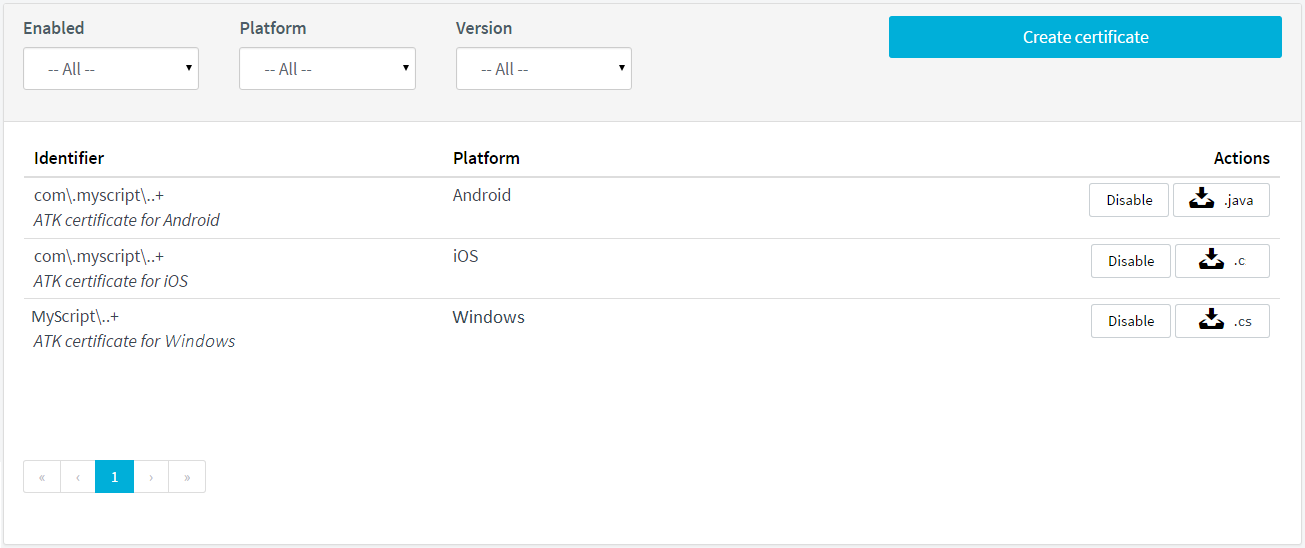 Enabled Platform Version
-- All -- -- All -- -- All --
Create certificate
Identifier Platform Actions
com\.myscript\..+ Android Disable .java
ATK certificate for Android
com\.myscript\..+ iOS Disable .c
ATK certificate for iOS
MyScript\..+ Windows Disable .cs
ATK certificate for Windows
« ‹ 1 › »